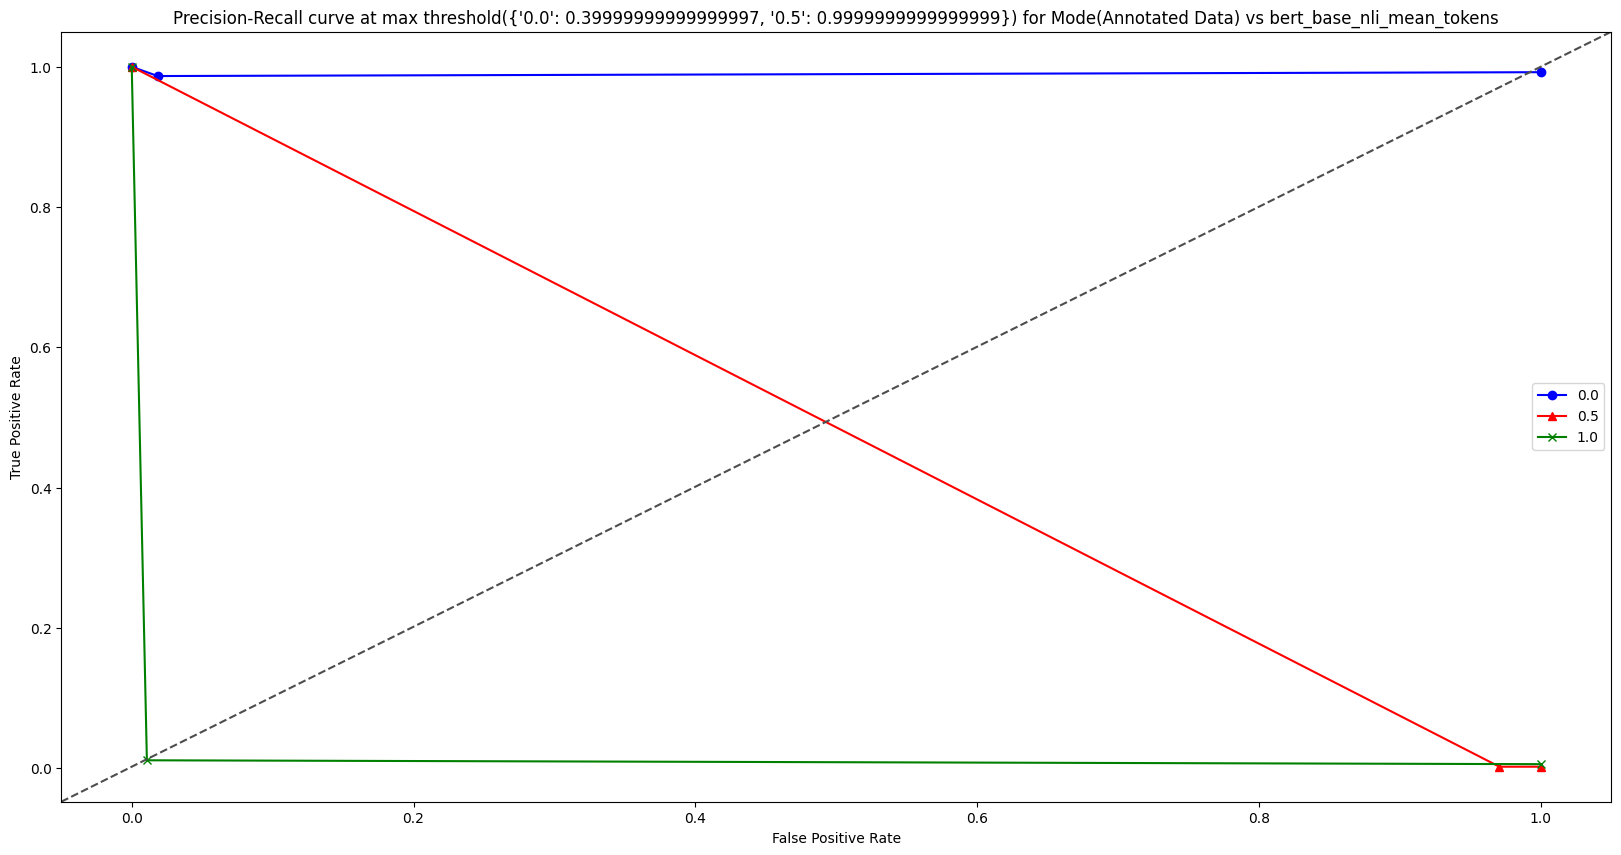 Precision-Recall curve at max threshold({'0.0': 0.39999999999999997, '0.5': 0.9999999999999999}) for Mode(Annotated Data) vs bert_base_nli_mean_tokens
1.0
0.8
0.6
0.4
0.2
0.0
True Positive Rate
0.0
0.5
1.0
0.0 0.2 0.4 0.6 0.8 1.0
False Positive Rate